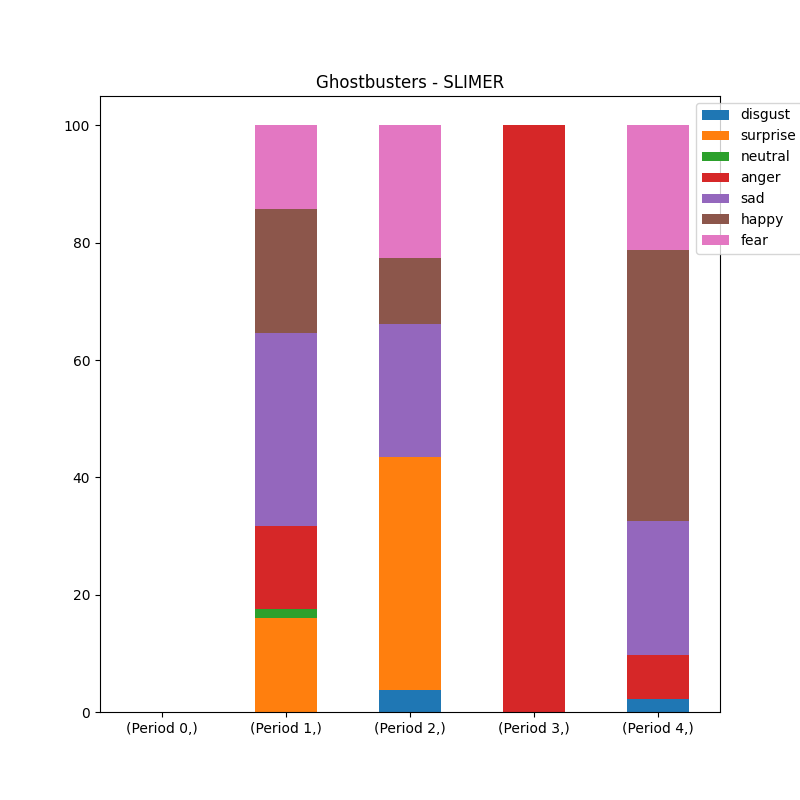 Ghostbusters - SLIMER
100
80
60
40
20
0
(Period 0,)
(Period 1,)
(Period 2,)
(Period 3,)
(Period 4,)
disgust
surprise
neutral
anger
sad
happy
fear